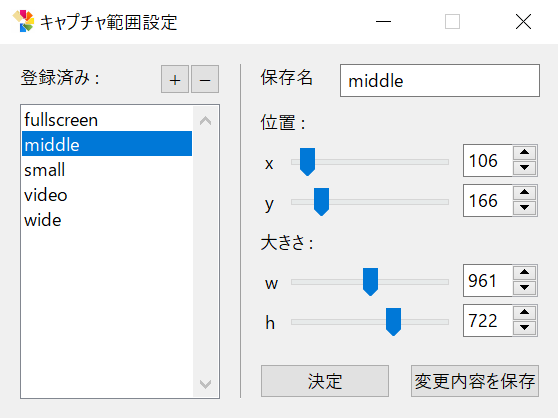 キャプチャ範囲設定
登録済み :
+
−
fullscreen
middle
small
video
wide
保存名
middle
位置 :
x
106
y
166
大きさ :
w
961
h
722
決定
変更内容を保存